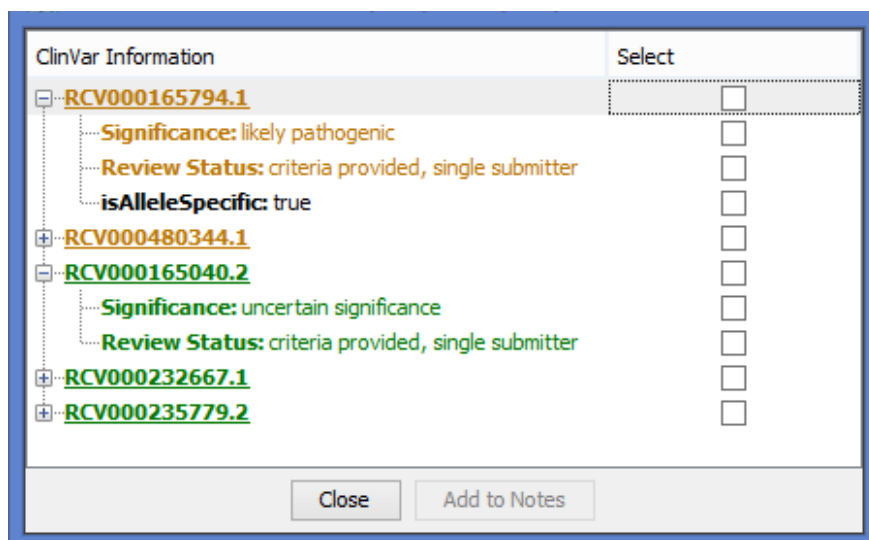 ClinVar Information Select
RCV000165794.1
Significance: likely pathogenic
Review Status: criteria provided, single submitter
isAlleleSpecific: true
RCV000480344.1
RCV000165040.2
Significance: uncertain significance
Review Status: criteria provided, single submitter
RCV000232667.1
RCV000235779.2
Close Add to Notes